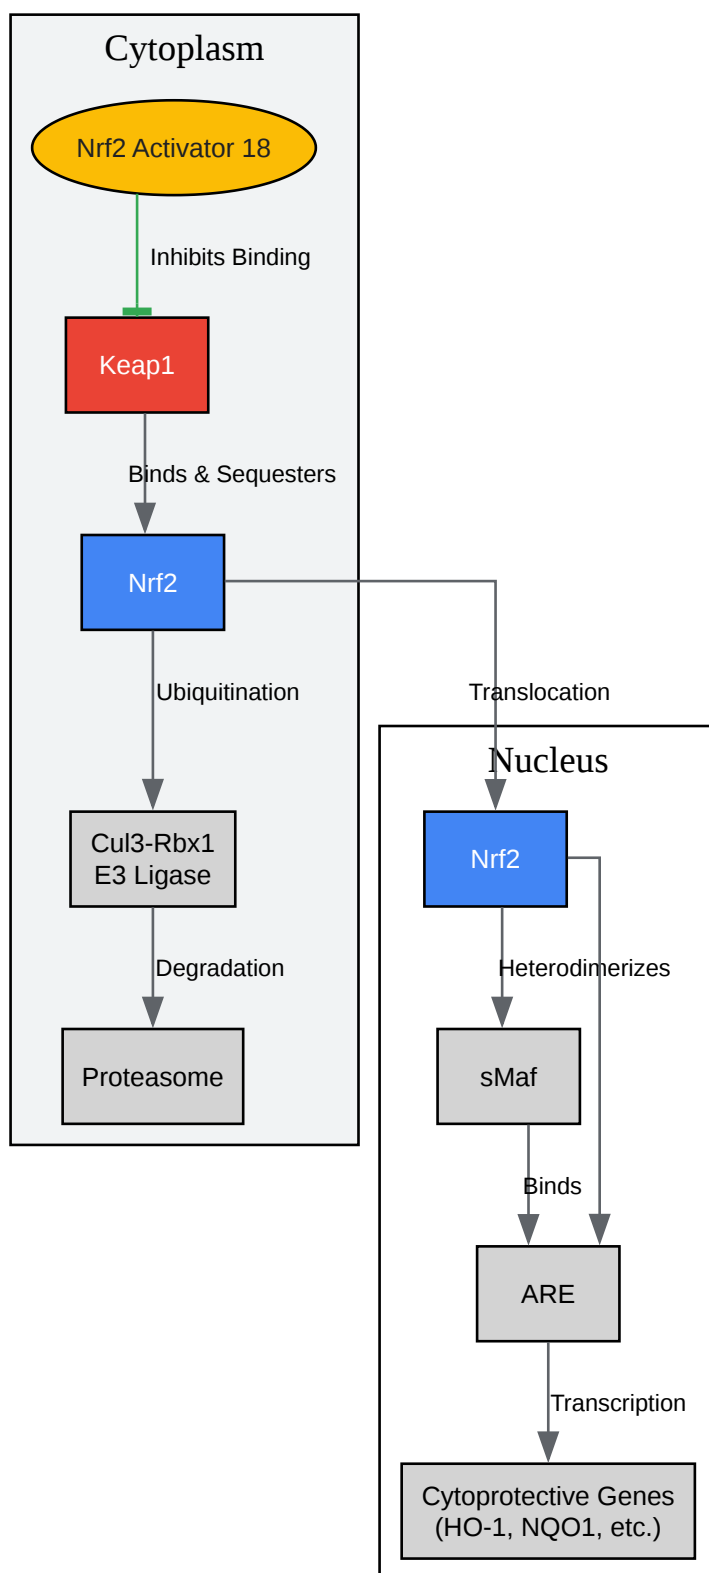 Cytoplasm
Nrf2 Activator 18
Inhibits Binding
Keap1
Binds & Sequesters
Nrf2
Ubiquitination
Translocation
Nucleus
Cul3-Rbx1
E3 Ligase
Nrf2
Degradation
Heterodimerizes
Proteasome
sMaf
Binds
ARE
Transcription
Cytoprotective Genes
(HO-1, NQO1, etc.)